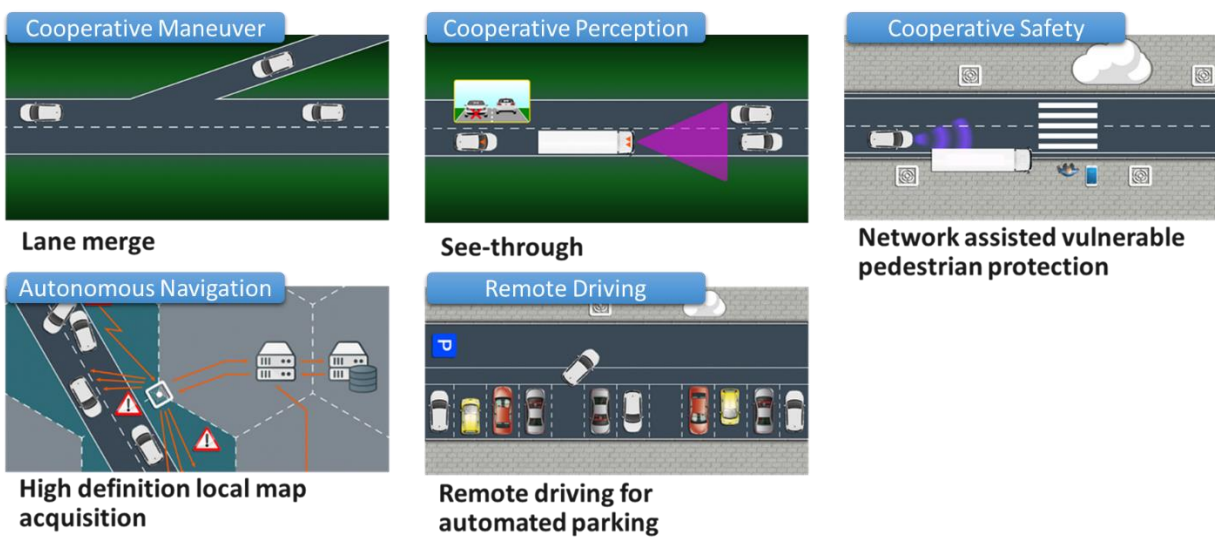 Cooperative Maneuver
Cooperative Perception
Cooperative Safety
Lane merge
See-through
Network assisted vulnerable
pedestrian protection
Autonomous Navigation
Remote Driving
P
High definition local map
acquisition
Remote driving for
automated parking